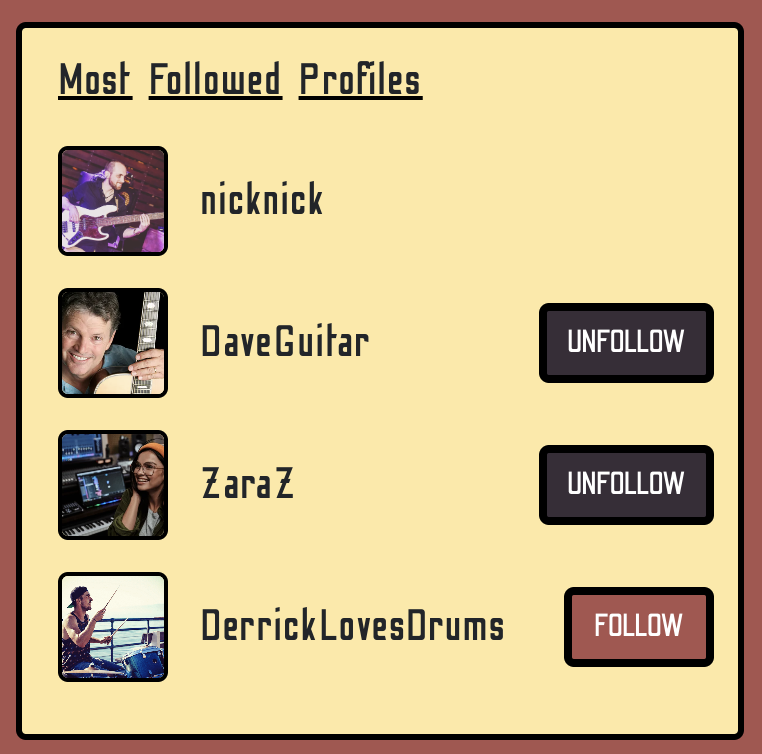 Most Followed Profiles
nicknick
DaveGuitar
UNFOLLOW
ZaraZ
UNFOLLOW
DerrickLovesDrums
FOLLOW